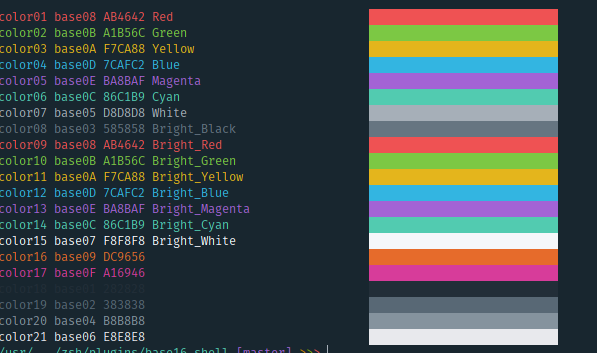 color01 base08 AB4642 Red
color02 base0B A1B56C Green
color03 base0A F7CA88 Yellow
color04 base0D 7CAFC2 Blue
color05 base0E BA8BAF Magenta
color06 base0C 86C1B9 Cyan
color07 base05 D8D8D8 White
color08 base03 585858 Bright_Black
color09 base08 AB4642 Bright_Red
color10 base0B A1B56C Bright_Green
color11 base0A F7CA88 Bright_Yellow
color12 base0D 7CAFC2 Bright_Blue
color13 base0E BA8BAF Bright_Magenta
color14 base0C 86C1B9 Bright_Cyan
color15 base07 F8F8F8 Bright_White
color16 base09 DC9656
color17 base0F A16946
color18 base01 282828
color19 base02 383838
color20 base04 B8B8B8
color21 base06 E8E8E8
/zsh/plugins/base16-shell [master] >>>